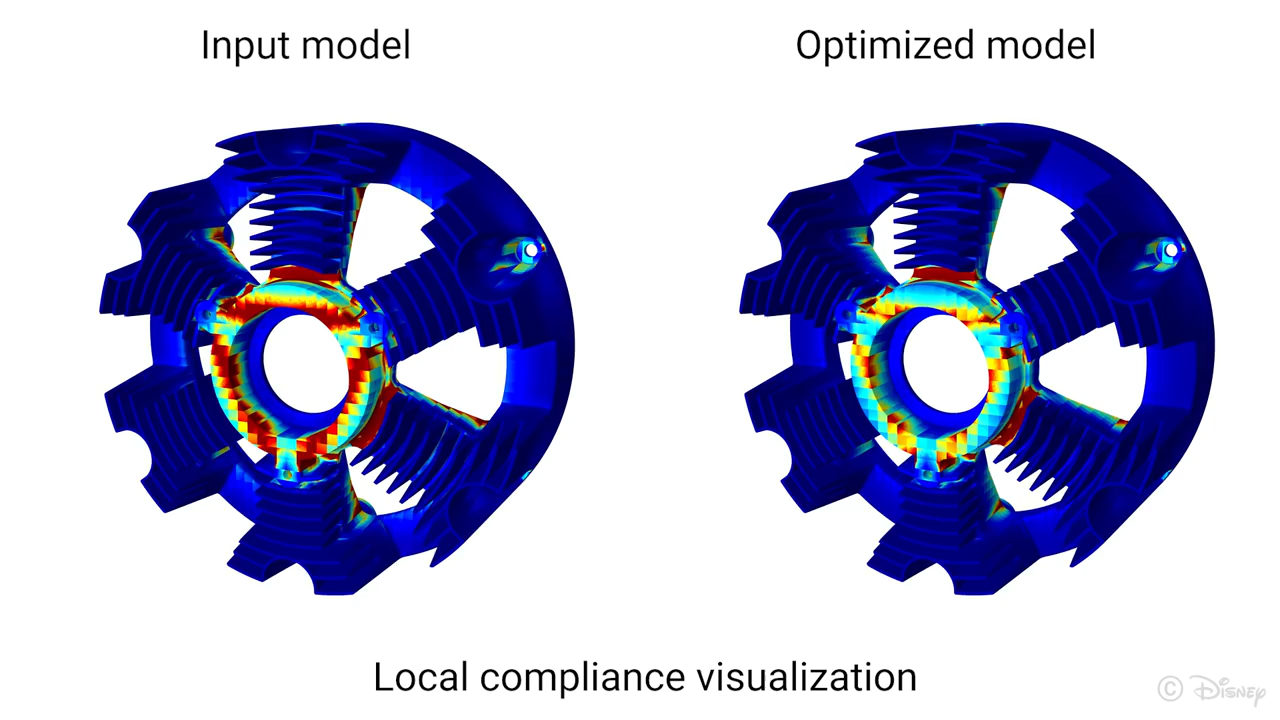 Input model
Optimized model
Local compliance visualization
© Disney